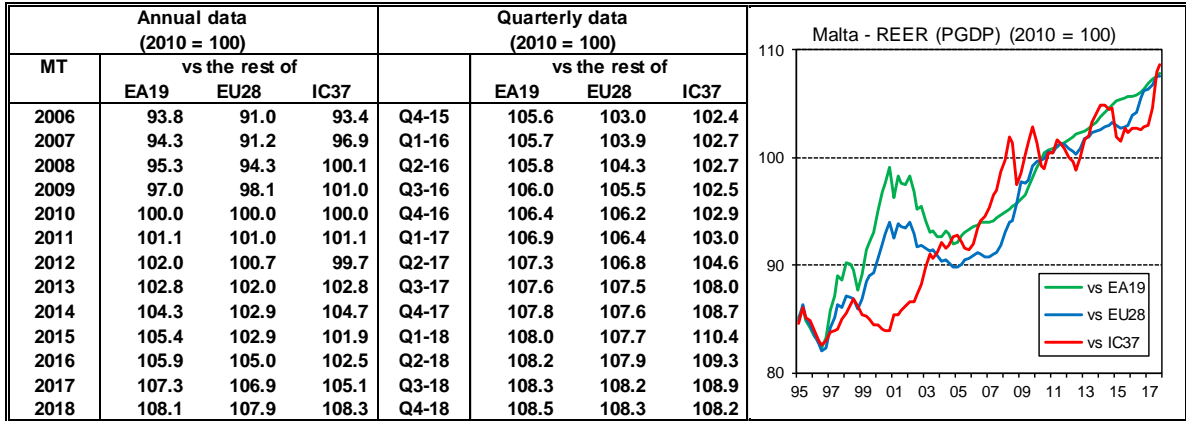 Annual data Quarterly data
(2010 = 100) (2010 = 100)
MT vs the rest of vs the rest of
EA19 EU28 IC37 EA19 EU28 IC37
2006 93.8 91.0 93.4 Q4-15 105.6 103.0 102.4
2007 94.3 91.2 96.9 Q1-16 105.7 103.9 102.7
2008 95.3 94.3 100.1 Q2-16 105.8 104.3 102.7
2009 97.0 98.1 101.0 Q3-16 106.0 105.5 102.5
2010 100.0 100.0 100.0 Q4-16 106.4 106.2 102.9
2011 101.1 101.0 101.1 Q1-17 106.9 106.4 103.0
2012 102.0 100.7 99.7 Q2-17 107.3 106.8 104.6
2013 102.8 102.0 102.8 Q3-17 107.6 107.5 108.0
2014 104.3 102.9 104.7 Q4-17 107.8 107.6 108.7
2015 105.4 102.9 101.9 Q1-18 108.0 107.7 110.4
2016 105.9 105.0 102.5 Q2-18 108.2 107.9 109.3
2017 107.3 106.9 105.1 Q3-18 108.3 108.2 108.9
2018 108.1 107.9 108.3 Q4-18 108.5 108.3 108.2
Malta - REER (PGDP) (2010 = 100)
110
100
90
80
vs EA19
vs EU28
vs IC37
95 97 99 01 03 05 07 09 11 13 15 17